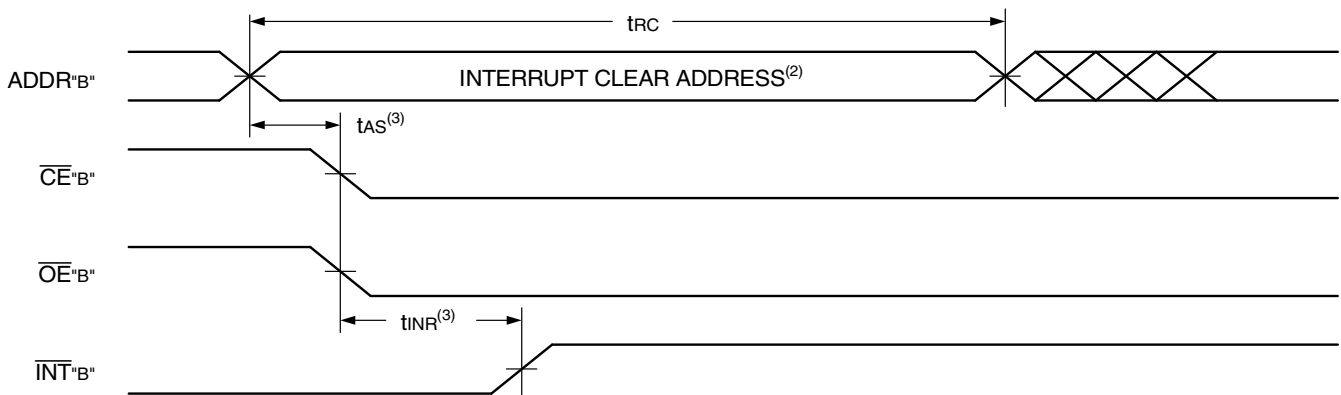 tRC
ADDR"B"
INTERRUPT CLEAR ADDRESS(2)
tAS(3)
CE"B"
OE"B"
tINR(3)
INT"B"